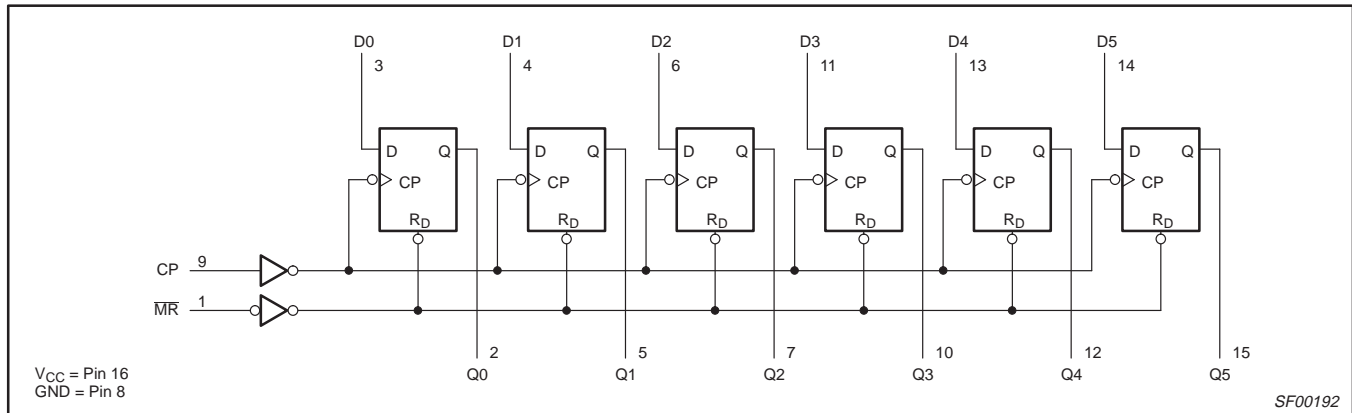 D0 D1 D2 D3 D4 D5
3 4 6 11 13 14
D Q D Q D Q D Q D Q D Q
CP CP CP CP CP CP
RD RD RD RD RD RD
CP 9
MR 1
2 5 7 10 12 15
Q0 Q1 Q2 Q3 Q4 Q5
VCC = Pin 16
GND = Pin 8
SF00192